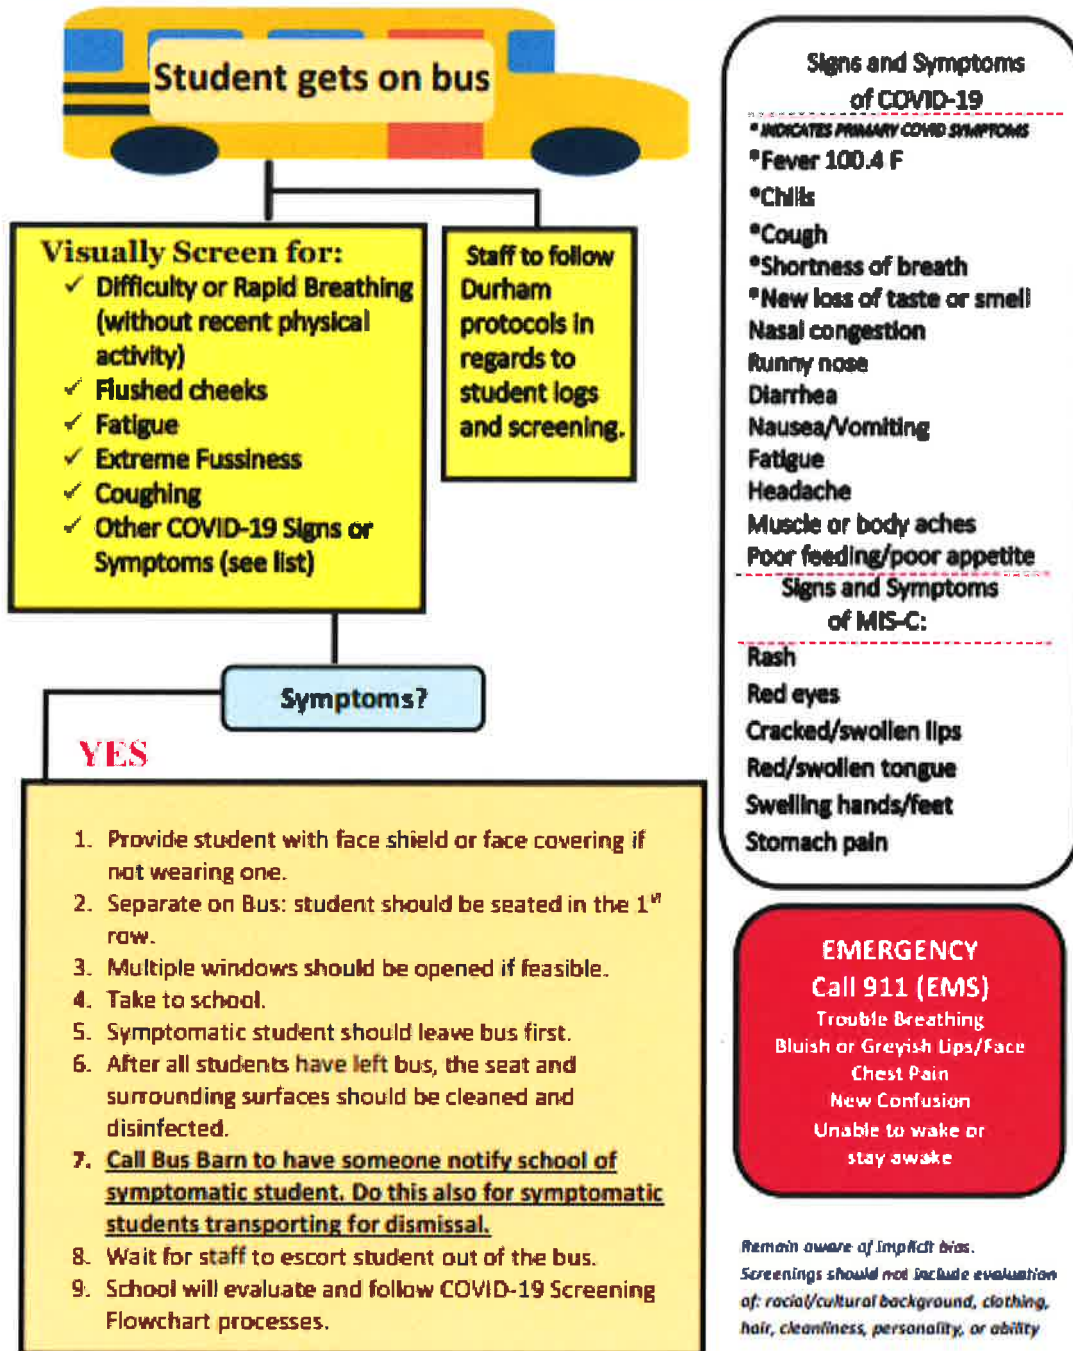 Student gets on bus
Visually Screen for:
✓ Difficulty or Rapid Breathing
(without recent physical
activity)
✓ Flushed cheeks
✓ Fatigue
✓ Extreme Fussiness
✓ Coughing
✓ Other COVID-19 Signs or
Symptoms (see list)
Staff to follow
Durham
protocols in
regards to
student logs
and screening.
Symptoms?
YES
1. Provide student with face shield or face covering if
not wearing one.
2. Separate on Bus: student should be seated in the 1st
row.
3. Multiple windows should be opened if feasible.
4. Take to school.
5. Symptomatic student should leave bus first.
6. After all students have left bus, the seat and
surrounding surfaces should be cleaned and
disinfected.
7. Call Bus Barn to have someone notify school of
symptomatic student. Do this also for symptomatic
students transporting for dismissal.
8. Wait for staff to escort student out of the bus.
9. School will evaluate and follow COVID-19 Screening
Flowchart processes.
Signs and Symptoms
of COVID-19
* INDICATES PRIMARY COVID SYMPTOMS
*Fever 100.4 F
*Chills
*Cough
*Shortness of breath
*New loss of taste or smell
Nasal congestion
Runny nose
Diarrhea
Nausea/Vomiting
Fatigue
Headache
Muscle or body aches
Poor feeding/poor appetite
Signs and Symptoms
of MIS-C:
Rash
Red eyes
Cracked/swollen lips
Red/swollen tongue
Swelling hands/feet
Stomach pain
EMERGENCY
Call 911 (EMS)
Trouble Breathing
Bluish or Greyish Lips/Face
Chest Pain
New Confusion
Unable to wake or
stay awake
Remain aware of implicit bias.
Screenings should not include evaluation
of: racial/cultural background, clothing,
hair, cleanliness, personality, or ability